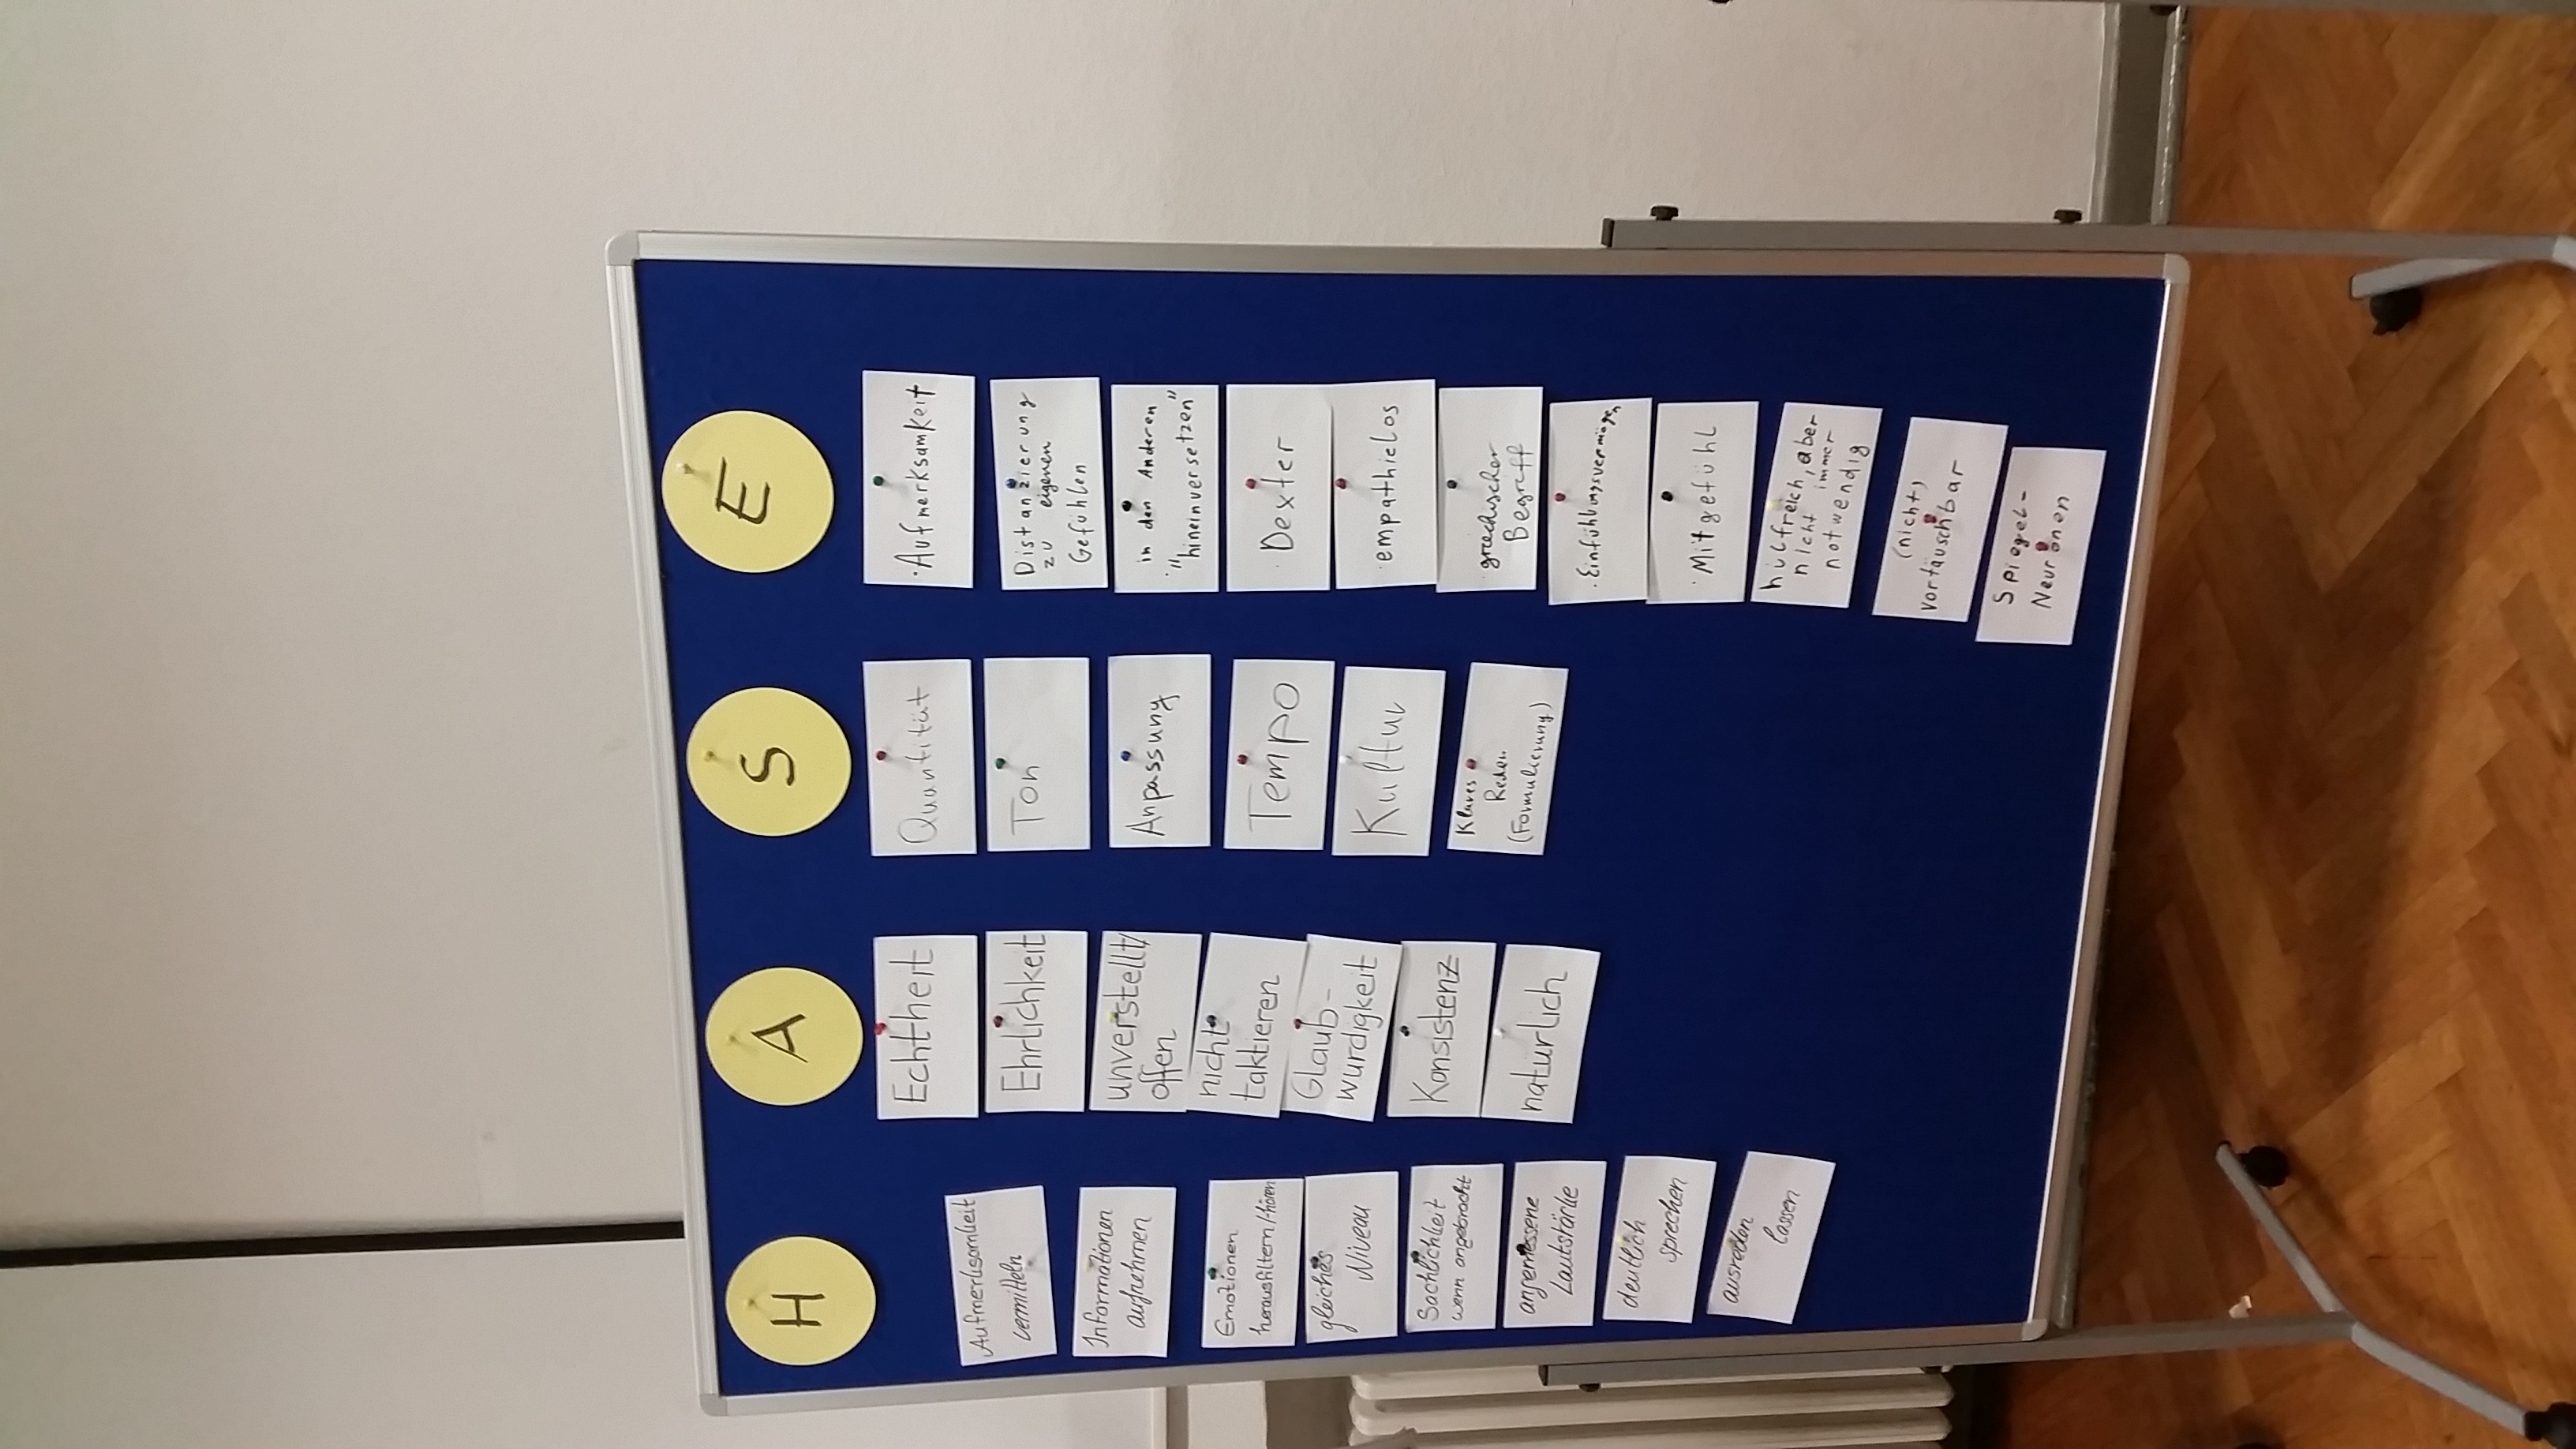 H
Aufmerksamkeit
vermitteln
Informationen
aufnehmen
Emotionen
herausfiltern/-hören
gleiches
Niveau
Sachlichkeit
wenn angebracht
angemessene
Lautstärke
deutlich
sprechen
ausreden
lassen
A
Echtheit
Ehrlichkeit
unverstellt/
offen
nicht
taktieren
Glaub-
würdigkeit
Konsistenz
natürlich
S
Quantität
Ton
Anpassung
Tempo
Kultur
Klares
Reden
(Formulierung)
E
·Aufmerksamkeit
Distanzierung
zu eigenen
Gefühlen
in den Anderen
·"hineinversetzen"
·Dexter
·empathielos
·griechischer
Begriff
·Einfühlungsvermögen
·Mitgefühl
hilfreich, aber
nicht immer
notwendig
(nicht)
vortäuschbar
Spiegel-
Neuronen